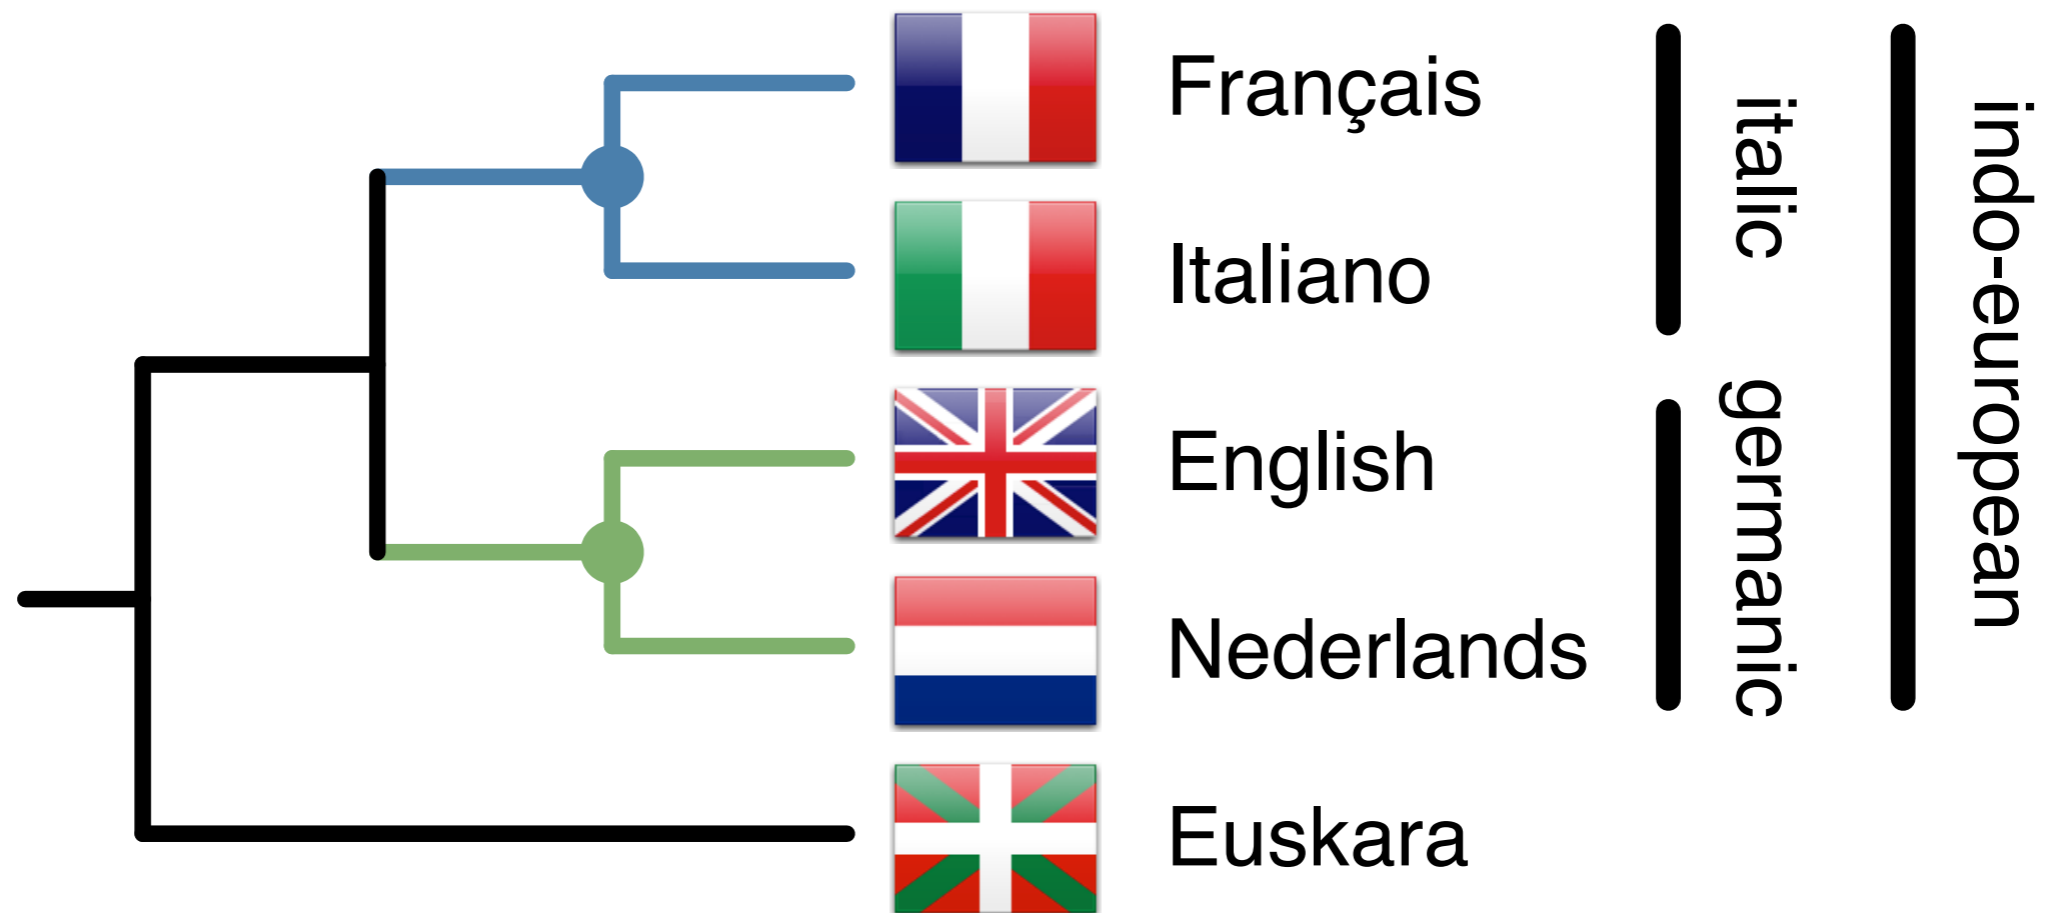 Français
Italiano
English
Nederlands
Euskara
italic
germanic
indo-european